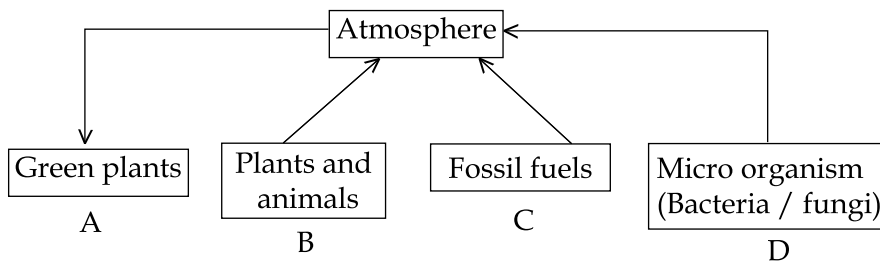 Atmosphere
Green plants
Plants and
animals
Fossil fuels
Micro organism
(Bacteria / fungi)
A
B
C
D